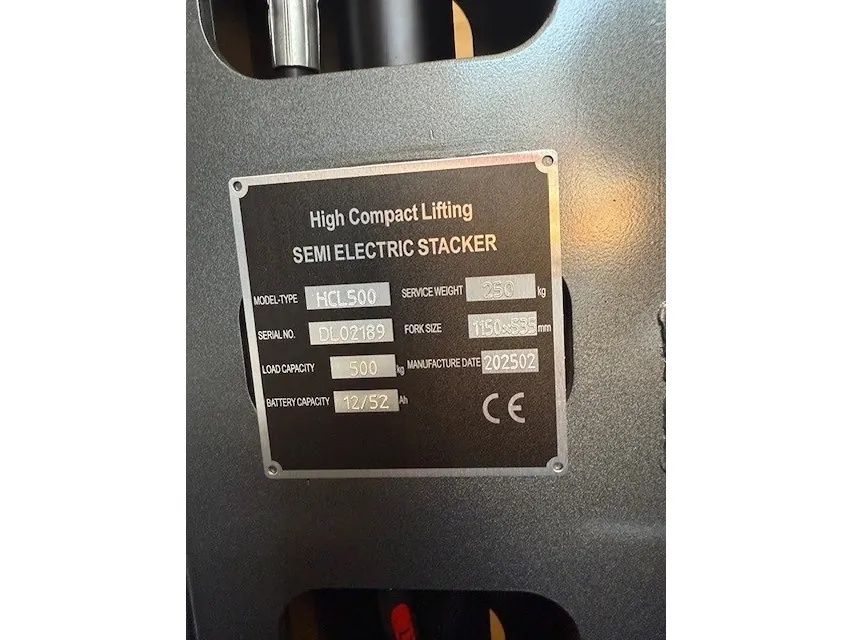 High Compact Lifting
SEMI ELECTRIC STACKER
MODEL-TYPE HCL500 SERVICE WEIGHT 250 kg
SERIAL NO. DL02189 FORK SIZE 1150x535 mm
LOAD CAPACITY 500 kg MANUFACTURE DATE 202502
BATTERY CAPACITY 12/52 Ah
CE